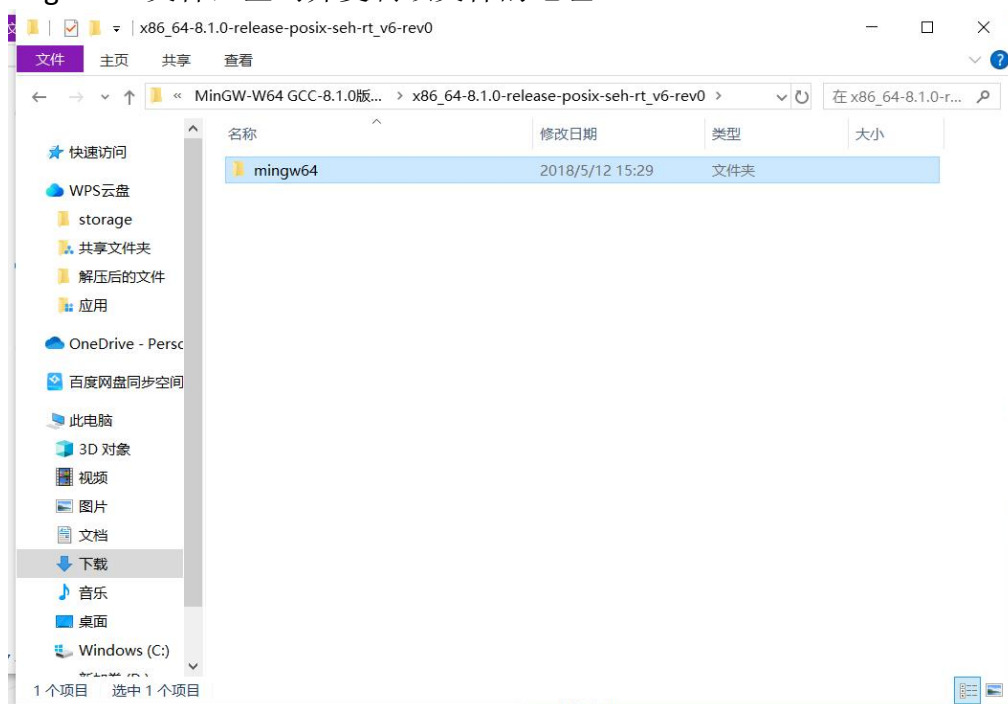 x86_64-8.1.0-release-posix-seh-rt_v6-rev0
文件 主页 共享 查看
« MinGW-W64 GCC-8.1.0版... › x86_64-8.1.0-release-posix-seh-rt_v6-rev0 ›
在 x86_64-8.1.0-r...
名称 修改日期 类型 大小
mingw64 2018/5/12 15:29 文件夹
快速访问
WPS云盘
storage
共享文件夹
解压后的文件
应用
OneDrive - Persc
百度网盘同步空间
此电脑
3D 对象
视频
图片
文档
下载
音乐
桌面
Windows (C:)
1 个项目 选中 1 个项目